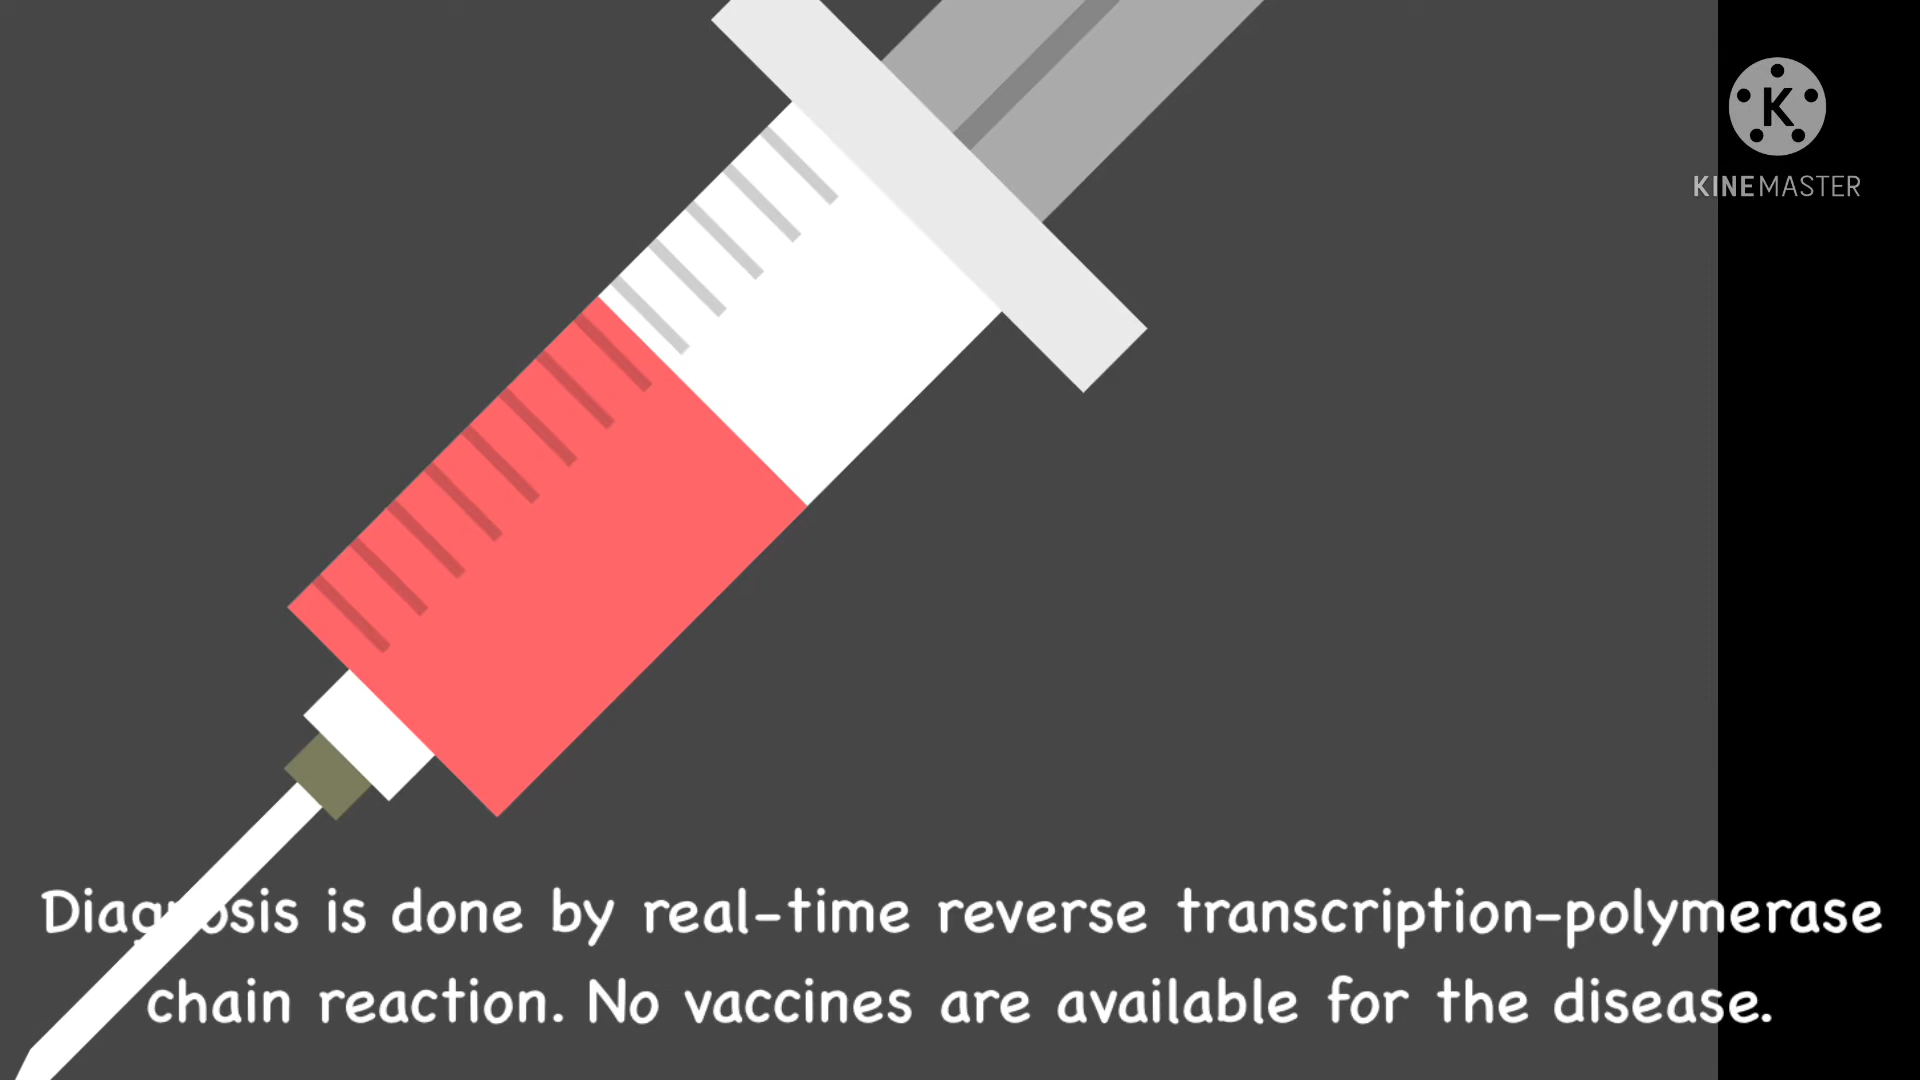 K
KINEMASTER
Diagnosis is done by real-time reverse transcription-polymerase
chain reaction. No vaccines are available for the disease.